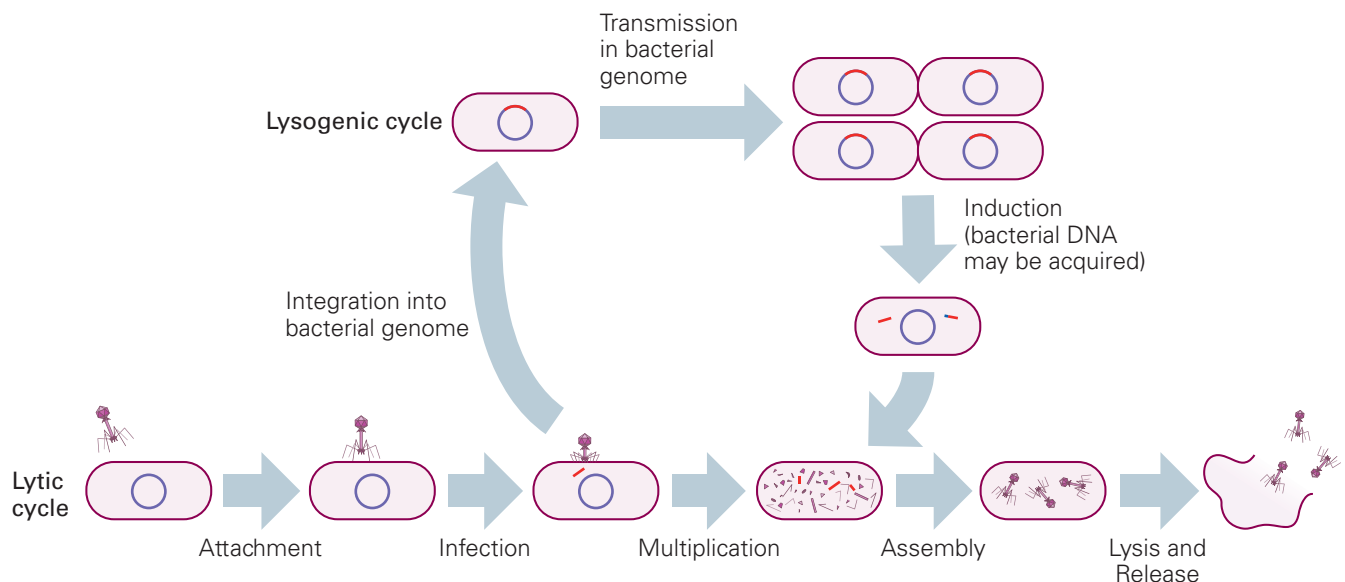 Transmission
in bacterial
genome
Lysogenic cycle
Induction
(bacterial DNA
may be acquired)
Integration into
bacterial genome
Lytic
cycle
Attachment
Infection
Multiplication
Assembly
Lysis and
Release